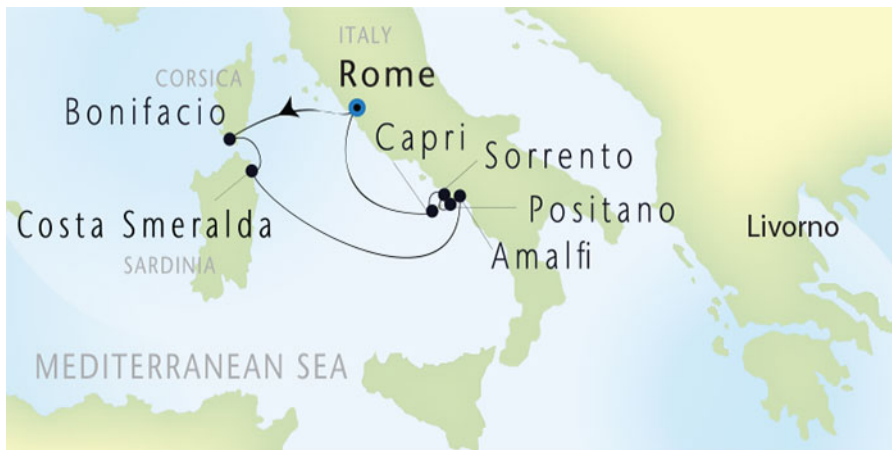 ITALY
Rome
CORSICA
Bonifacio
Capri
Sorrento
Positano
Costa Smeralda
Livorno
Amalfi
SARDINIA
MEDITERRANEAN SEA